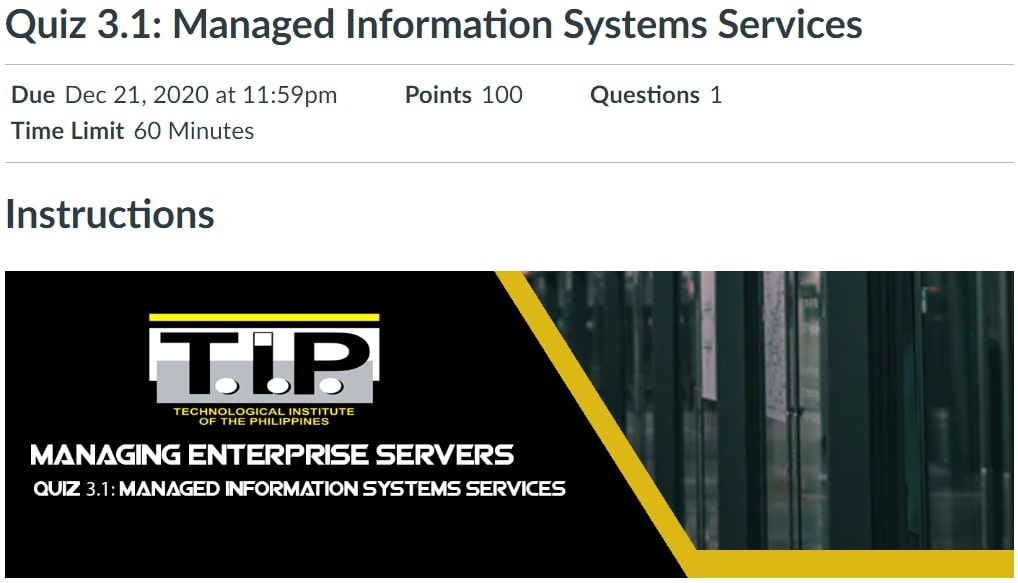 Quiz 3.1: Managed Information Systems Services
Due Dec 21, 2020 at 11:59pm Points 100 Questions 1
Time Limit 60 Minutes
Instructions
T.i.P.
TECHNOLOGICAL INSTITUTE
OF THE PHILIPPINES
MANAGING ENTERPRISE SERVERS
QUIZ 3.1: MANAGED INFORMATION SYSTEMS SERVICES